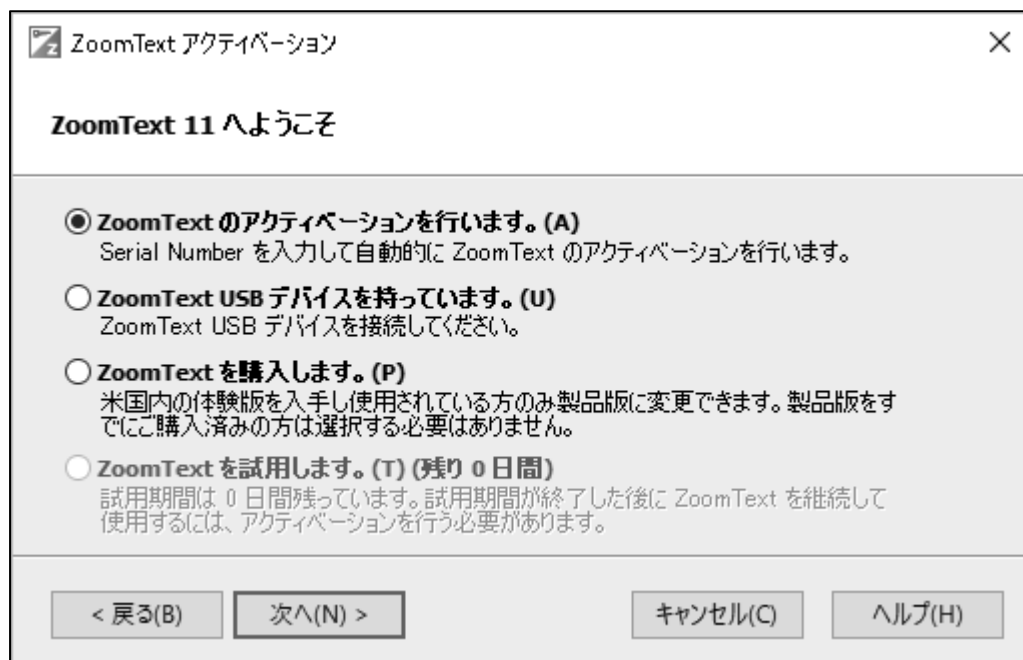 ZoomText アクティベーション
ZoomText 11 へようこそ
ZoomText のアクティベーションを行います。(A)
Serial Number を入力して自動的に ZoomText のアクティベーションを行います。
ZoomText USB デバイスを持っています。(U)
ZoomText USB デバイスを接続してください。
ZoomText を購入します。(P)
米国内の体験版を入手し使用されている方のみ製品版に変更できます。製品版をす
でにご購入済みの方は選択する必要はありません。
ZoomText を試用します。(T) (残り 0 日間)
試用期間は 0 日間残っています。試用期間が終了した後に ZoomText を継続して
使用するには、アクティベーションを行う必要があります。
< 戻る(B) 次へ(N) > キャンセル(C) ヘルプ(H)